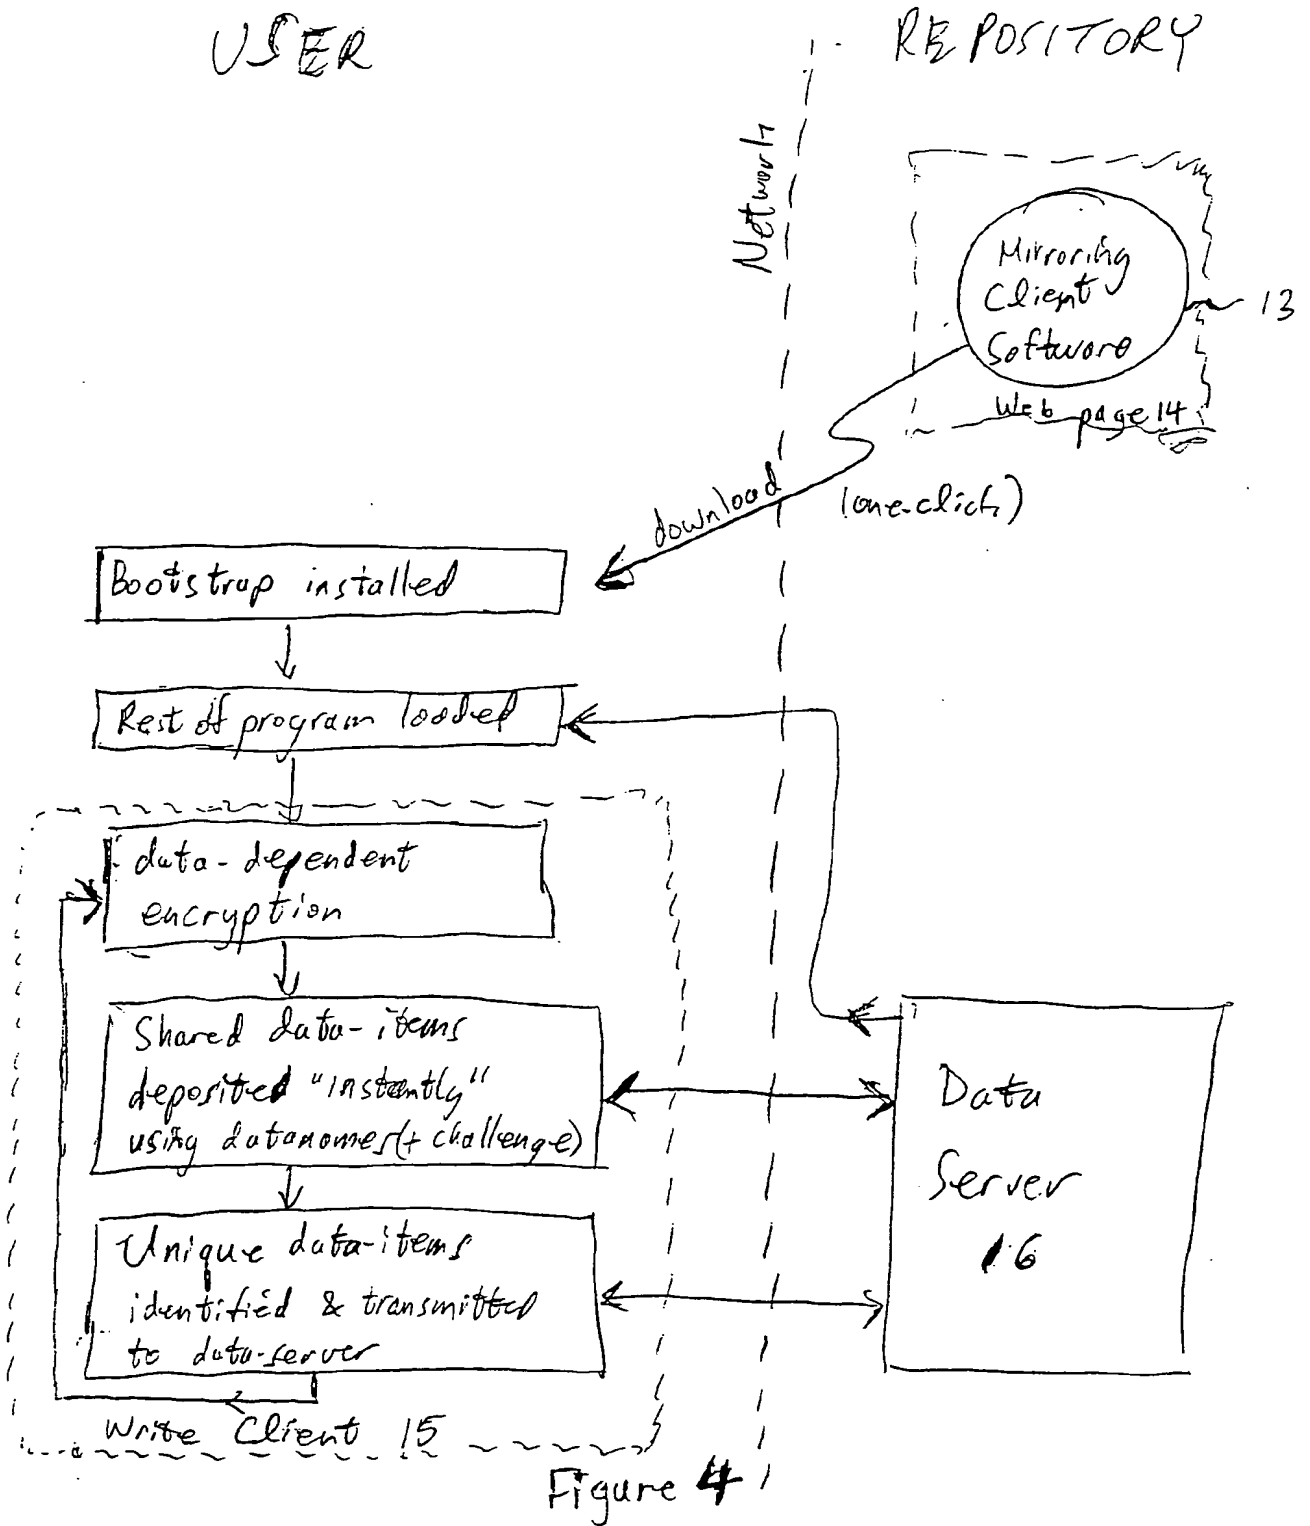 USER
REPOSITORY
Network
Mirroring
Client
Software
13
Web page 14
download
(one-click)
Bootstrap installed
Rest of program loaded
data-dependent
encryption
Shared data-items
deposited "instantly"
using datanames (+ challenge)
Unique data-items
identified & transmitted
to data-server
Write Client 15
Data
Server
16
Figure 4